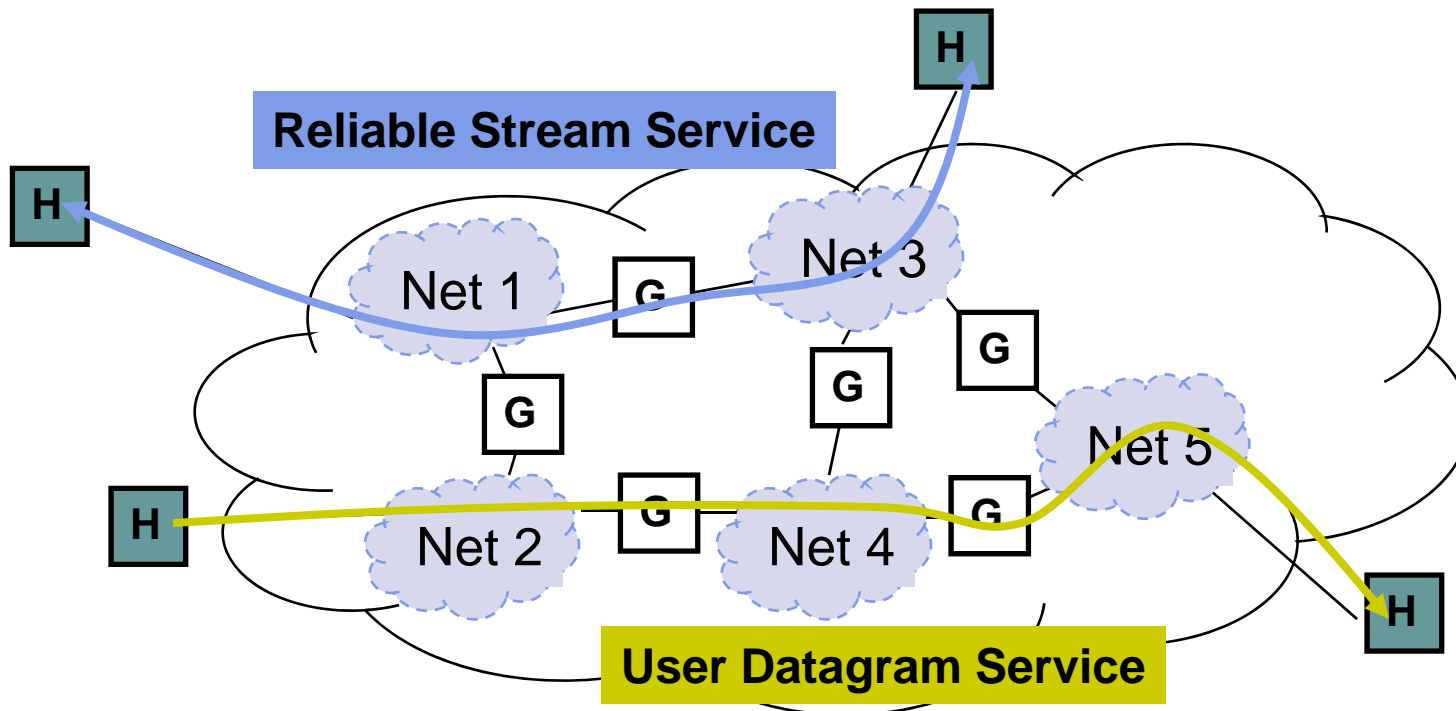 H
Reliable Stream Service
H
Net 3
Net 1
G
G
G
G
Net 5
H
G
G
Net 2
Net 4
H
User Datagram Service